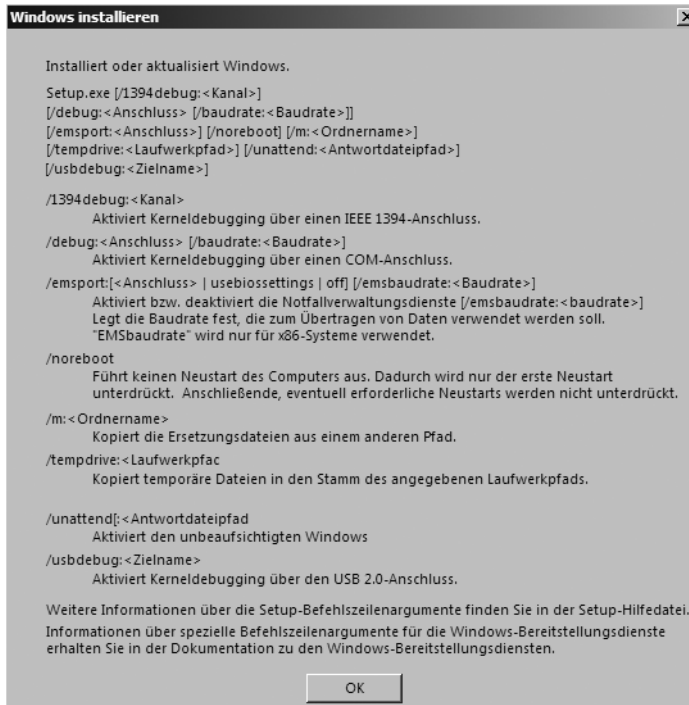 Windows installieren
Installiert oder aktualisiert Windows.
Setup.exe [/1394debug:<Kanal>]
[/debug:<Anschluss> [/baudrate:<Baudrate>]]
[/emsport:<Anschluss>] [/noreboot] [/m:<Ordnername>]
[/tempdrive:<Laufwerkpfad>] [/unattend:<Antwortdateipfad>]
[/usbdebug:<Zielname>]
/1394debug:<Kanal>
Aktiviert Kerneldebugging über einen IEEE 1394-Anschluss.
/debug:<Anschluss> [/baudrate:<Baudrate>]
Aktiviert Kerneldebugging über einen COM-Anschluss.
/emsport:[<Anschluss> | usebiossettings | off] [/emsbaudrate:<Baudrate>]
Aktiviert bzw. deaktiviert die Notfallverwaltungsdienste [/emsbaudrate:<baudrate>]
Legt die Baudrate fest, die zum Übertragen von Daten verwendet werden soll.
"EMSbaudrate" wird nur für x86-Systeme verwendet.
/noreboot
Führt keinen Neustart des Computers aus. Dadurch wird nur der erste Neustart
unterdrückt.  Anschließende, eventuell erforderliche Neustarts werden nicht unterdrückt.
/m:<Ordnername>
Kopiert die Ersetzungsdateien aus einem anderen Pfad.
/tempdrive:<Laufwerkpfac
Kopiert temporäre Dateien in den Stamm des angegebenen Laufwerkpfads.
/unattend[:<Antwortdateipfad
Aktiviert den unbeaufsichtigten Windows
/usbdebug:<Zielname>
Aktiviert Kerneldebugging über den USB 2.0-Anschluss.
Weitere Informationen über die Setup-Befehlszeilenargumente finden Sie in der Setup-Hilfedatei.
Informationen über spezielle Befehlszeilenargumente für die Windows-Bereitstellungsdienste
erhalten Sie in der Dokumentation zu den Windows-Bereitstellungsdiensten.
OK